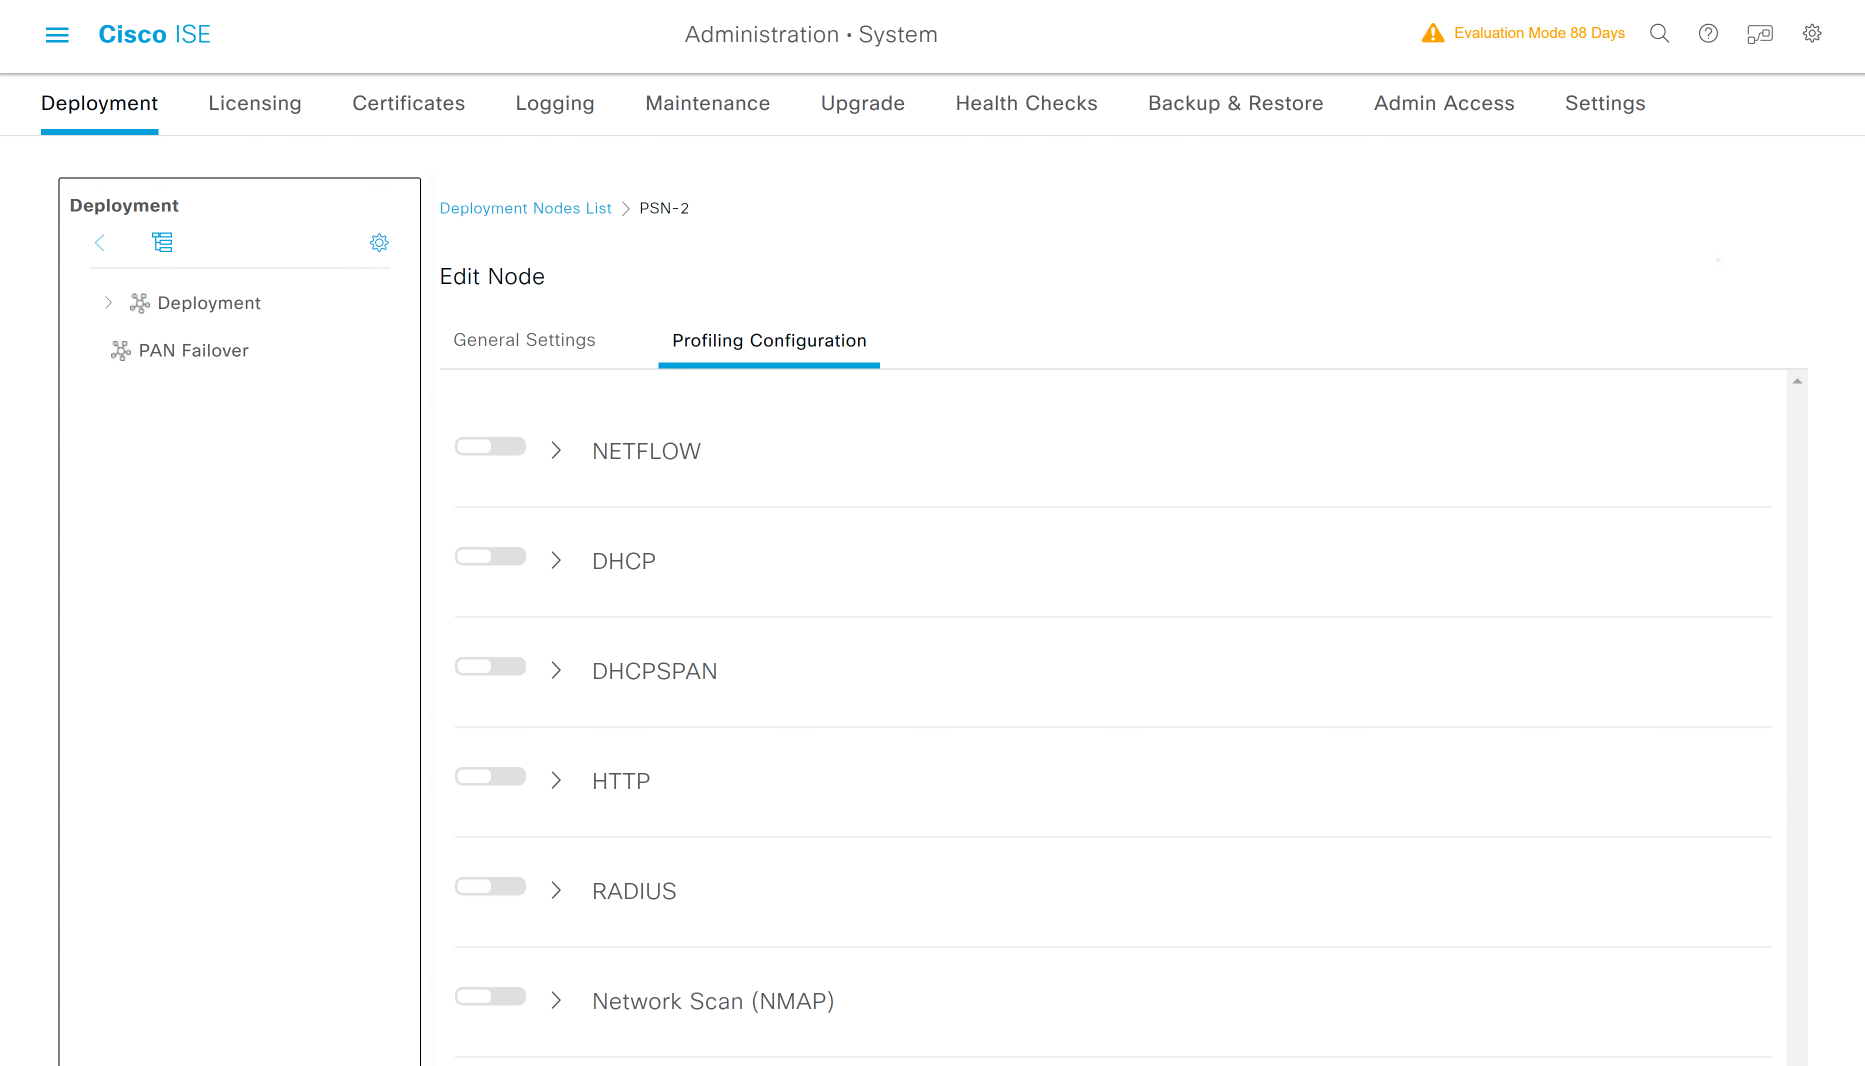 Cisco ISE
Administration • System
Evaluation Mode 88 Days
Deployment Licensing Certificates Logging Maintenance Upgrade Health Checks Backup & Restore Admin Access Settings
Deployment
Deployment
PAN Failover
Deployment Nodes List > PSN-2
Edit Node
General Settings Profiling Configuration
NETFLOW
DHCP
DHCPSPAN
HTTP
RADIUS
Network Scan (NMAP)